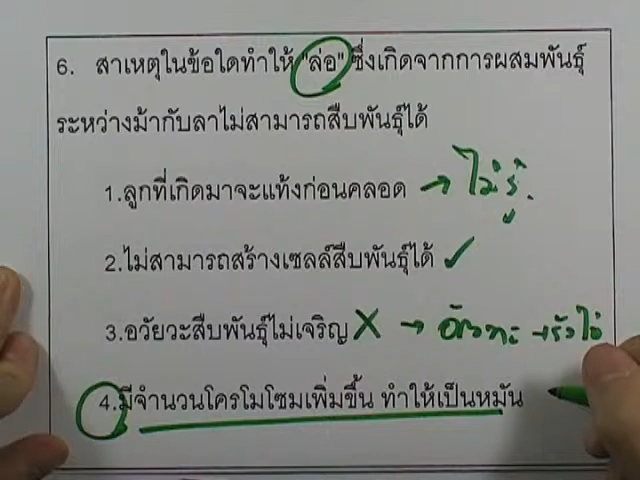 6. สาเหตุในข้อใดทำให้ "ล่อ" ซึ่งเกิดจากการผสมพันธุ์
ระหว่างม้ากับลาไม่สามารถสืบพันธุ์ได้
1.ลูกที่เกิดมาจะแท้งก่อนคลอด → ไม่รู้
2.ไม่สามารถสร้างเซลล์สืบพันธุ์ได้ ✓
3.อวัยวะสืบพันธุ์ไม่เจริญ X → อัณฑะ → รังไข่
4.มีจำนวนโครโมโซมเพิ่มขึ้น ทำให้เป็นหมัน